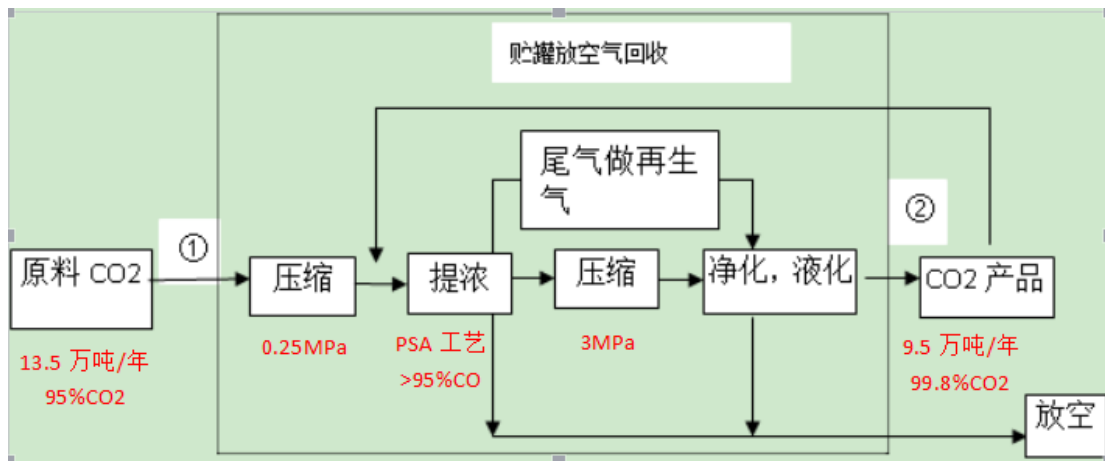 贮罐放空气回收
尾气做再生
气
①
②
原料 CO2
压缩
提浓
压缩
净化，液化
CO2 产品
13.5 万吨/年
95%CO2
0.25MPa
PSA 工艺
>95%CO
3MPa
9.5 万吨/年
99.8%CO2
放空